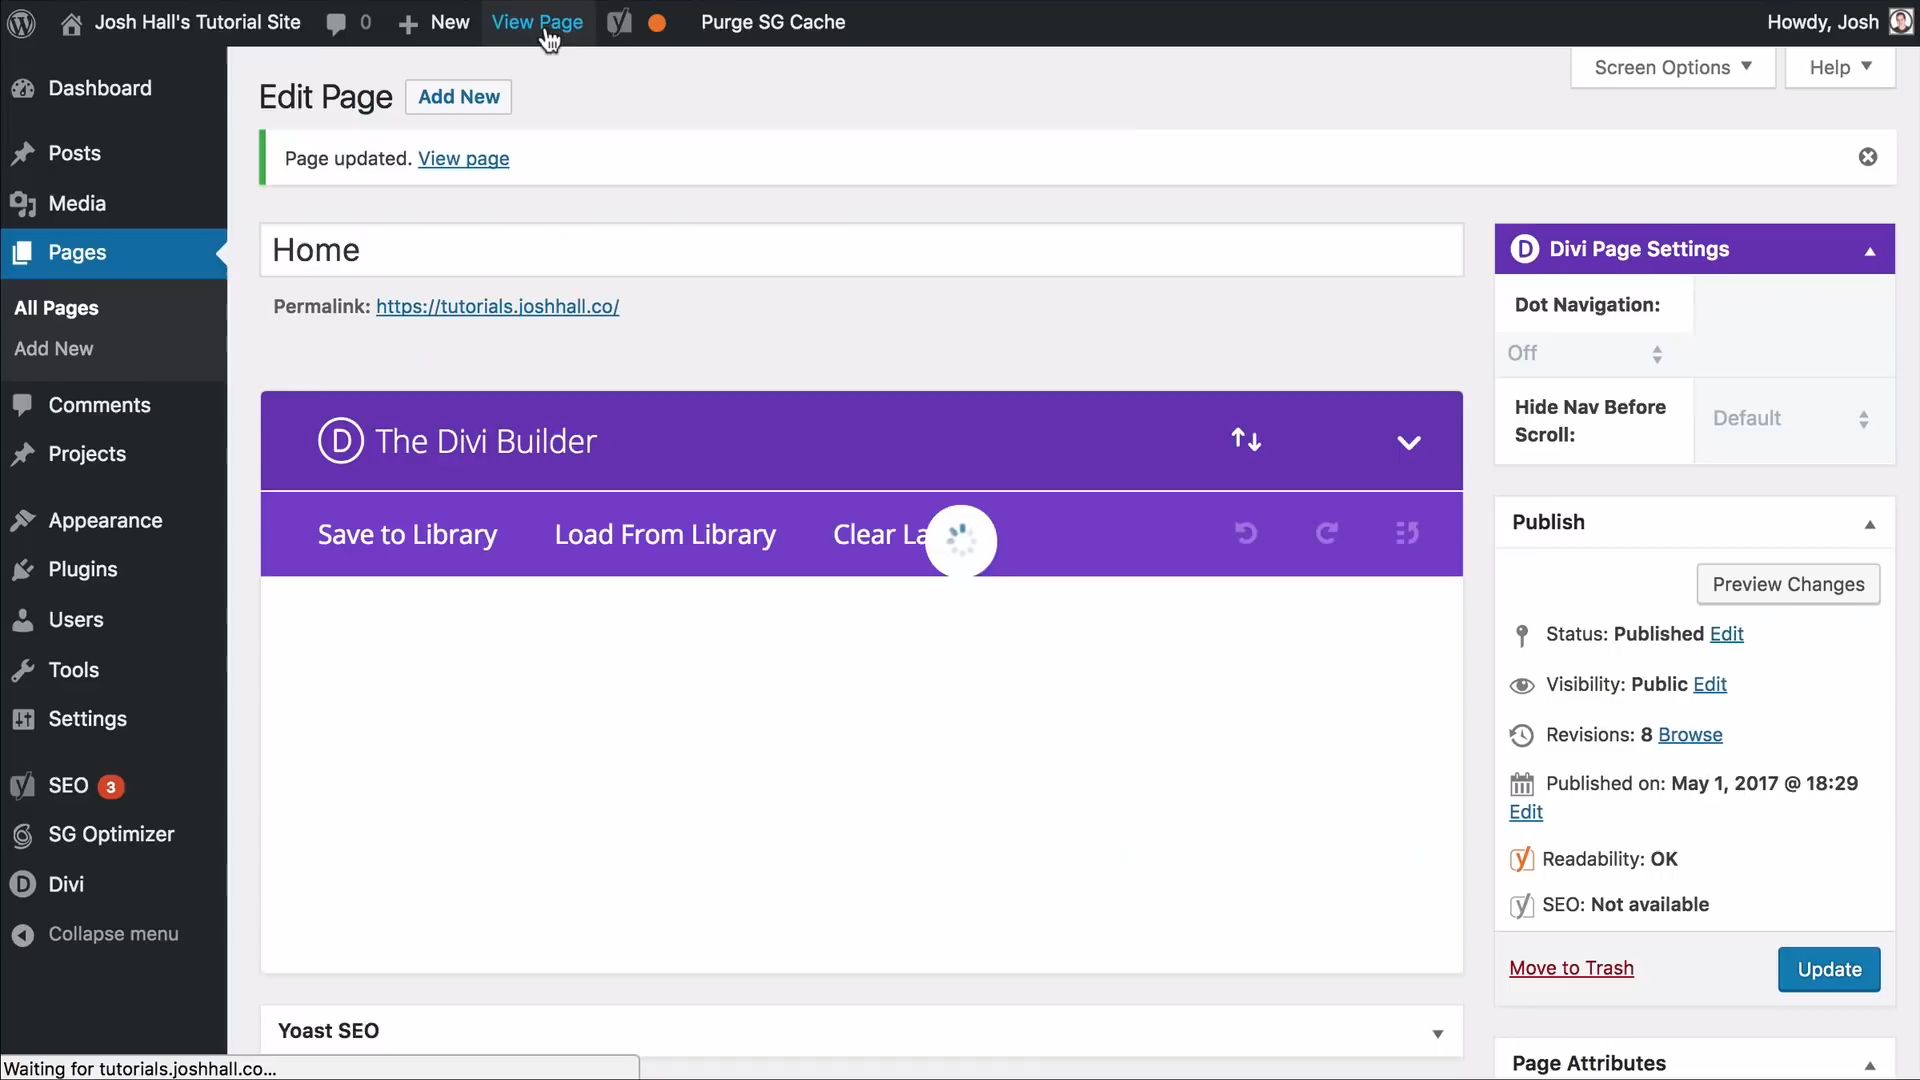 Josh Hall's Tutorial Site 0 New View Page Purge SG Cache Howdy, Josh
Screen Options Help
Dashboard
Posts
Media
Pages
All Pages
Add New
Comments
Projects
Appearance
Plugins
Users
Tools
Settings
SEO 3
SG Optimizer
Divi
Collapse menu
Edit Page Add New
Page updated. View page
Home
Permalink: https://tutorials.joshhall.co/
The Divi Builder
Save to Library Load From Library Clear La
Yoast SEO
Divi Page Settings
Dot Navigation:
Off
Hide Nav Before
Scroll:
Default
Publish
Preview Changes
Status: Published Edit
Visibility: Public Edit
Revisions: 8 Browse
Published on: May 1, 2017 @ 18:29
Edit
Readability: OK
SEO: Not available
Move to Trash Update
Page Attributes
Waiting for tutorials.joshhall.co...